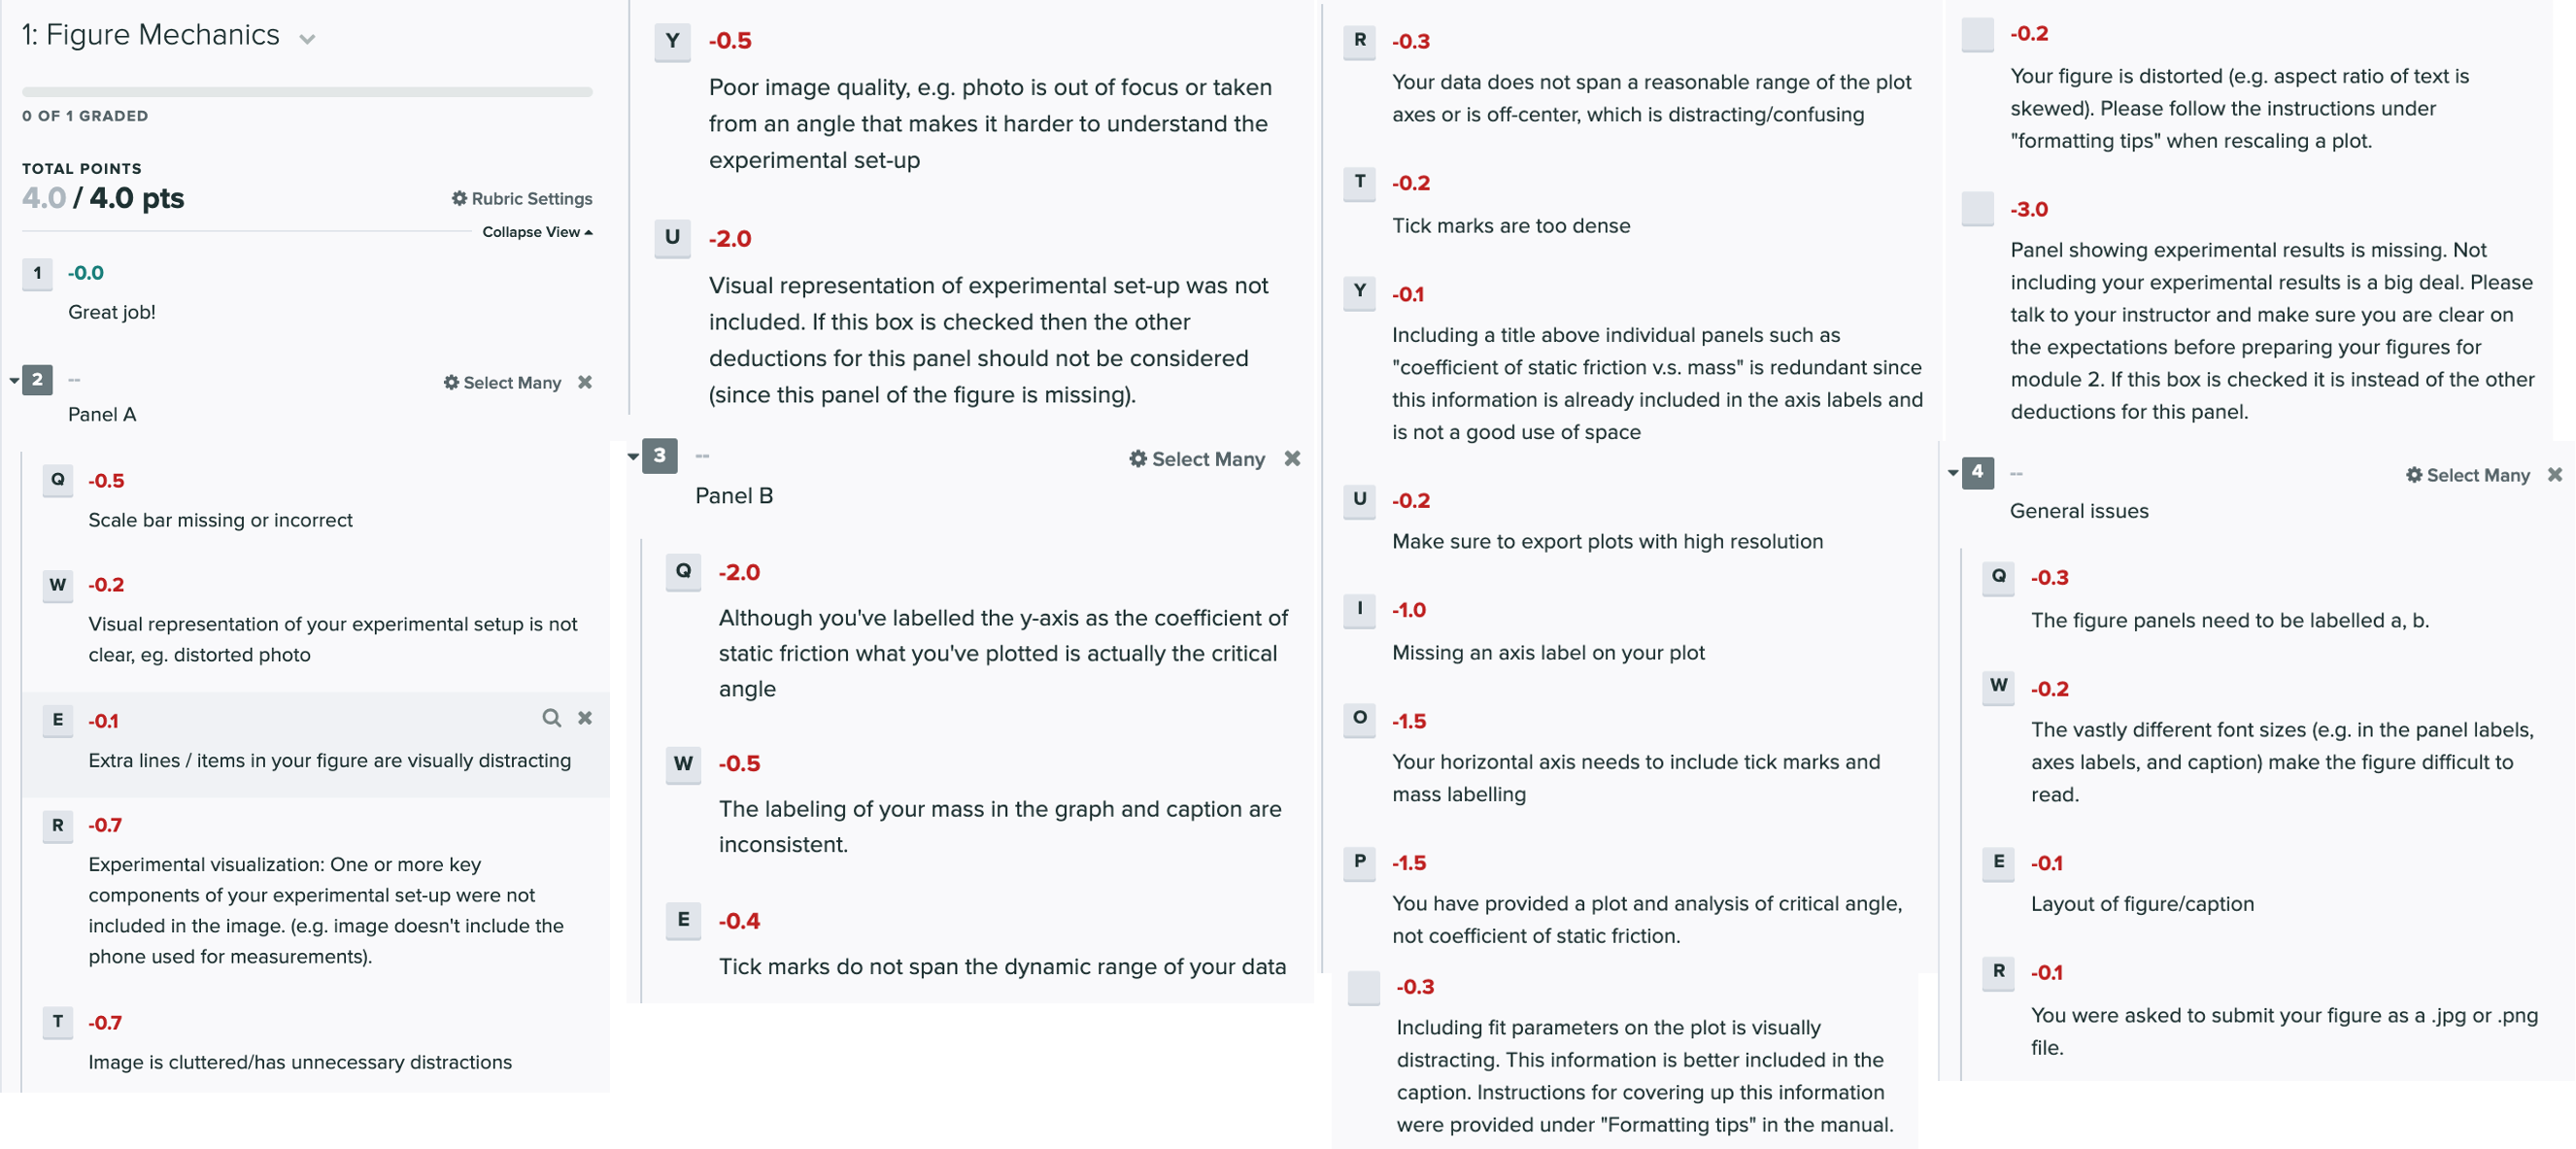 1: Figure Mechanics
0 OF 1 GRADED
TOTAL POINTS
4.0 / 4.0 pts
Rubric Settings
Collapse View
1 -0.0
Great job!
2 --
Select Many
Panel A
Q -0.5
Scale bar missing or incorrect
W -0.2
Visual representation of your experimental setup is not
clear, eg. distorted photo
E -0.1
Extra lines / items in your figure are visually distracting
R -0.7
Experimental visualization: One or more key
components of your experimental set-up were not
included in the image. (e.g. image doesn't include the
phone used for measurements).
T -0.7
Image is cluttered/has unnecessary distractions
Y -0.5
Poor image quality, e.g. photo is out of focus or taken
from an angle that makes it harder to understand the
experimental set-up
U -2.0
Visual representation of experimental set-up was not
included. If this box is checked then the other
deductions for this panel should not be considered
(since this panel of the figure is missing).
3 --
Select Many
Panel B
Q -2.0
Although you've labelled the y-axis as the coefficient of
static friction what you've plotted is actually the critical
angle
W -0.5
The labeling of your mass in the graph and caption are
inconsistent.
E -0.4
Tick marks do not span the dynamic range of your data
R -0.3
Your data does not span a reasonable range of the plot
axes or is off-center, which is distracting/confusing
T -0.2
Tick marks are too dense
Y -0.1
Including a title above individual panels such as
"coefficient of static friction v.s. mass" is redundant since
this information is already included in the axis labels and
is not a good use of space
U -0.2
Make sure to export plots with high resolution
I -1.0
Missing an axis label on your plot
O -1.5
Your horizontal axis needs to include tick marks and
mass labelling
P -1.5
You have provided a plot and analysis of critical angle,
not coefficient of static friction.
-0.3
Including fit parameters on the plot is visually
distracting. This information is better included in the
caption. Instructions for covering up this information
were provided under "Formatting tips" in the manual.
-0.2
Your figure is distorted (e.g. aspect ratio of text is
skewed). Please follow the instructions under
"formatting tips" when rescaling a plot.
-3.0
Panel showing experimental results is missing. Not
including your experimental results is a big deal. Please
talk to your instructor and make sure you are clear on
the expectations before preparing your figures for
module 2. If this box is checked it is instead of the other
deductions for this panel.
4 --
Select Many
General issues
Q -0.3
The figure panels need to be labelled a, b.
W -0.2
The vastly different font sizes (e.g. in the panel labels,
axes labels, and caption) make the figure difficult to
read.
E -0.1
Layout of figure/caption
R -0.1
You were asked to submit your figure as a .jpg or .png
file.